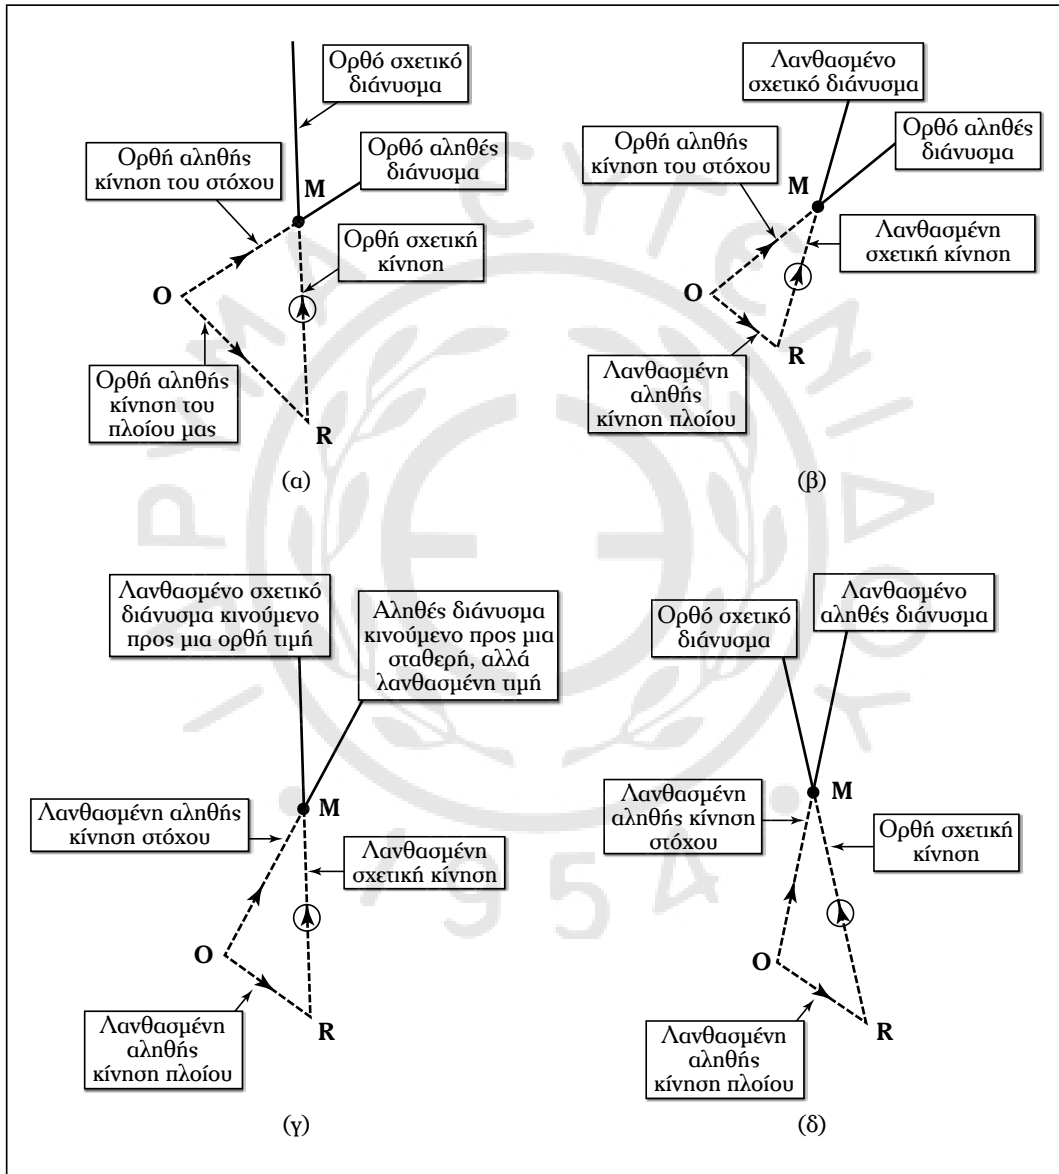 Ορθό σχετικό
διάνυσμα
Ορθή αληθής
κίνηση του στόχου
Ορθό αληθές
διάνυσμα
M
Ορθή σχετική
κίνηση
O
Ορθή αληθής
κίνηση του
πλοίου μας
R
(α)
Λανθασμένο
σχετικό διάνυσμα
Ορθή αληθής
κίνηση του στόχου
Ορθό αληθές
διάνυσμα
M
Λανθασμένη
σχετική κίνηση
O
R
Λανθασμένη
αληθής
κίνηση πλοίου
(β)
Λανθασμένο σχετικό
διάνυσμα κινούμενο
προς μια ορθή τιμή
Αληθές διάνυσμα
κινούμενο προς μια
σταθερή, αλλά
λανθασμένη τιμή
Λανθασμένη αληθής
κίνηση στόχου
M
Λανθασμένη
σχετική κίνηση
O
R
Λανθασμένη
αληθής
κίνηση πλοίου
(γ)
Ορθό σχετικό
διάνυσμα
Λανθασμένο
αληθές διάνυσμα
Λανθασμένη
αληθής κίνηση
στόχου
M
Ορθή σχετική
κίνηση
O
R
Λανθασμένη
αληθής
κίνηση πλοίου
(δ)
ΙΔΡΥΜΑ ΕΥΓΕΝΙΔΟΥ
1954